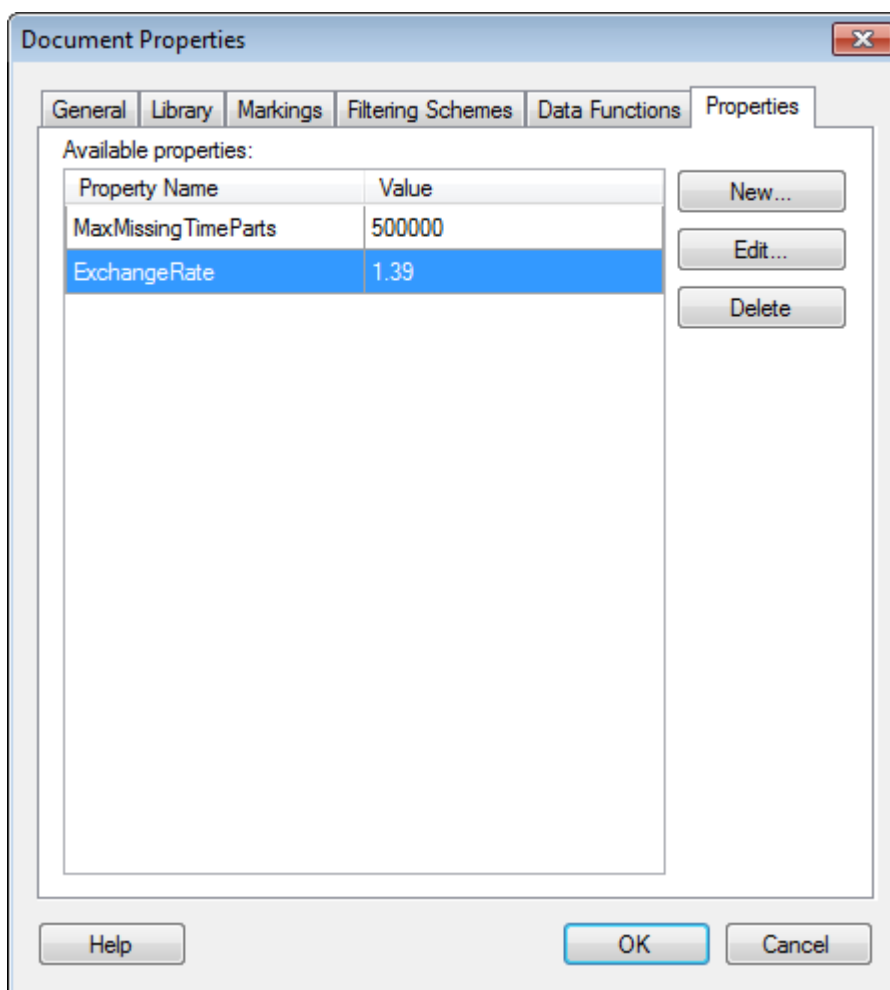 Document Properties
General Library Markings Filtering Schemes Data Functions Properties
Available properties:
Property Name Value New...
MaxMissingTimeParts 500000
Edit...
ExchangeRate 1.39
Delete
Help OK Cancel